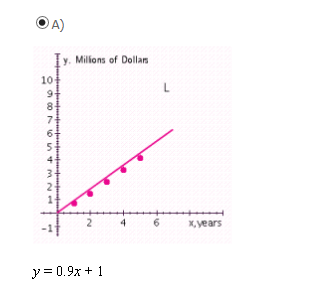 A)
y. Millions of Dollars
10
9
L
8
7
6
5
4
3
2
1
2 4 6 x,years
-1
y = 0.9x + 1